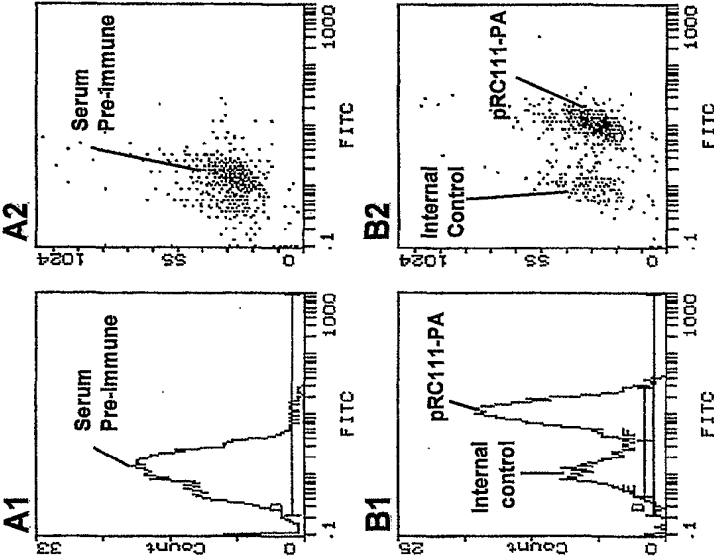 A1
Serum
Pre-Immune
Count
0
.1
1000
FITC
A2
Serum
Pre-Immune
1024
SS
0
.1
1000
FITC
B1
Internal
control
pRC111-PA
D
F
Count
0
.1
1000
FITC
B2
Internal
Control
pRC111-PA
1024
SS
0
.1
1000
FITC